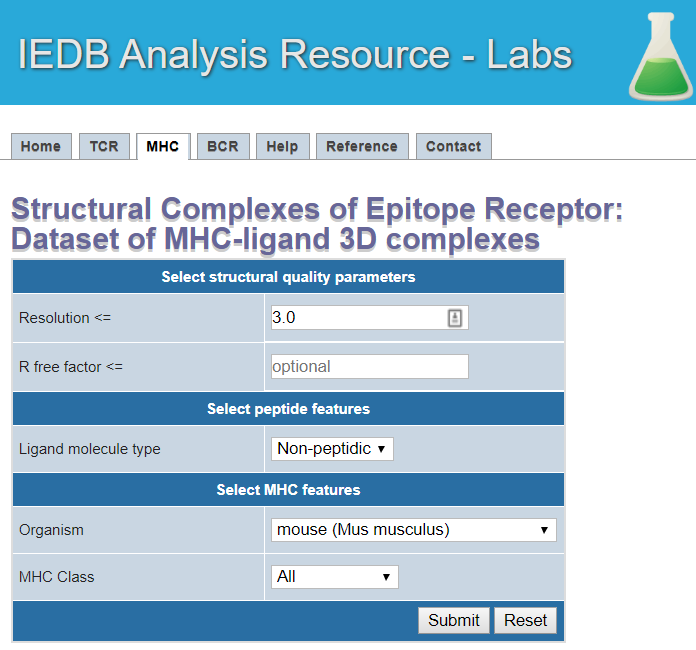 IEDB Analysis Resource - Labs
Home TCR MHC BCR Help Reference Contact
Structural Complexes of Epitope Receptor:
Dataset of MHC-ligand 3D complexes
Select structural quality parameters
Resolution <= 3.0
R free factor <= optional
Select peptide features
Ligand molecule type Non-peptidic
Select MHC features
Organism mouse (Mus musculus)
MHC Class All
Submit Reset